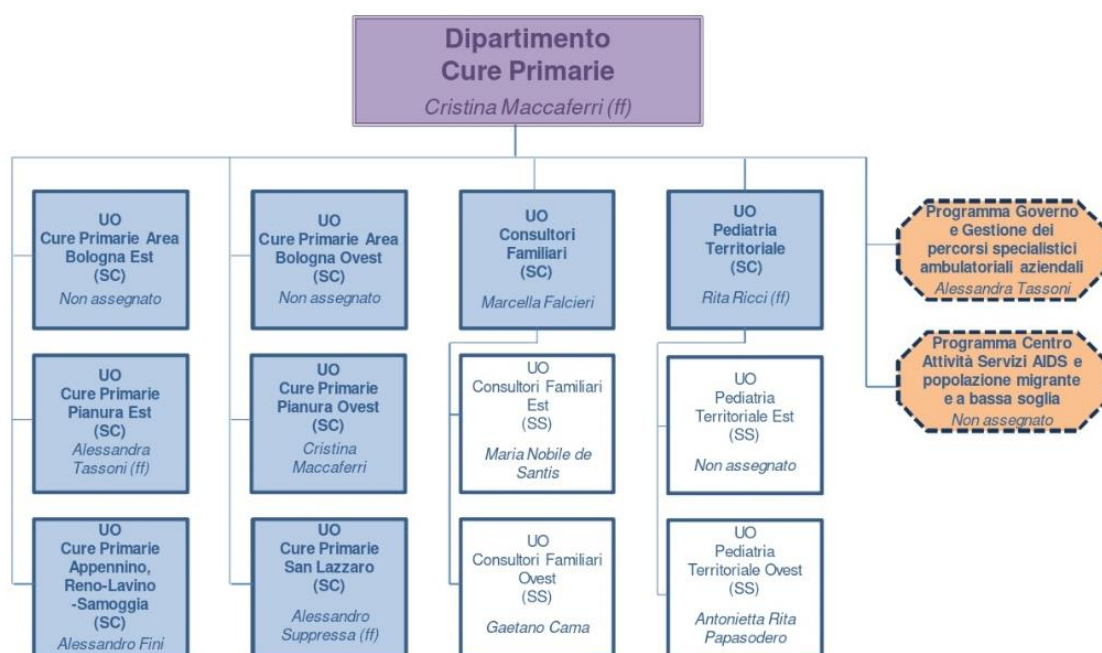 Dipartimento
Cure Primarie
Cristina Maccaferri (ff)
UO
Cure Primarie Area
Bologna Est
(SC)
Non assegnato
UO
Cure Primarie Area
Bologna Ovest
(SC)
Non assegnato
UO
Consultori
Familiari
(SC)
Marcella Falcieri
UO
Pediatria
Territoriale
(SC)
Rita Ricci (ff)
Programma Governo
e Gestione dei
percorsi specialistici
ambulatoriali aziendali
Alessandra Tassoni
UO
Cure Primarie
Pianura Est
(SC)
Alessandra
Tassoni (ff)
UO
Cure Primarie
Pianura Ovest
(SC)
Cristina
Maccaferri
UO
Consultori Familiari
Est
(SS)
Maria Nobile de
Santis
UO
Pediatria
Territoriale Est
(SS)
Non assegnato
Programma Centro
Attività Servizi AIDS e
popolazione migrante
e a bassa soglia
Non assegnato
UO
Cure Primarie
Appennino,
Reno-Lavino
-Samoggia
(SC)
Alessandro Fini
UO
Cure Primarie
San Lazzaro
(SC)
Alessandro
Suppressa (ff)
UO
Consultori Familiari
Ovest
(SS)
Gaetano Cama
UO
Pediatria
Territoriale Ovest
(SS)
Antonietta Rita
Papasodero